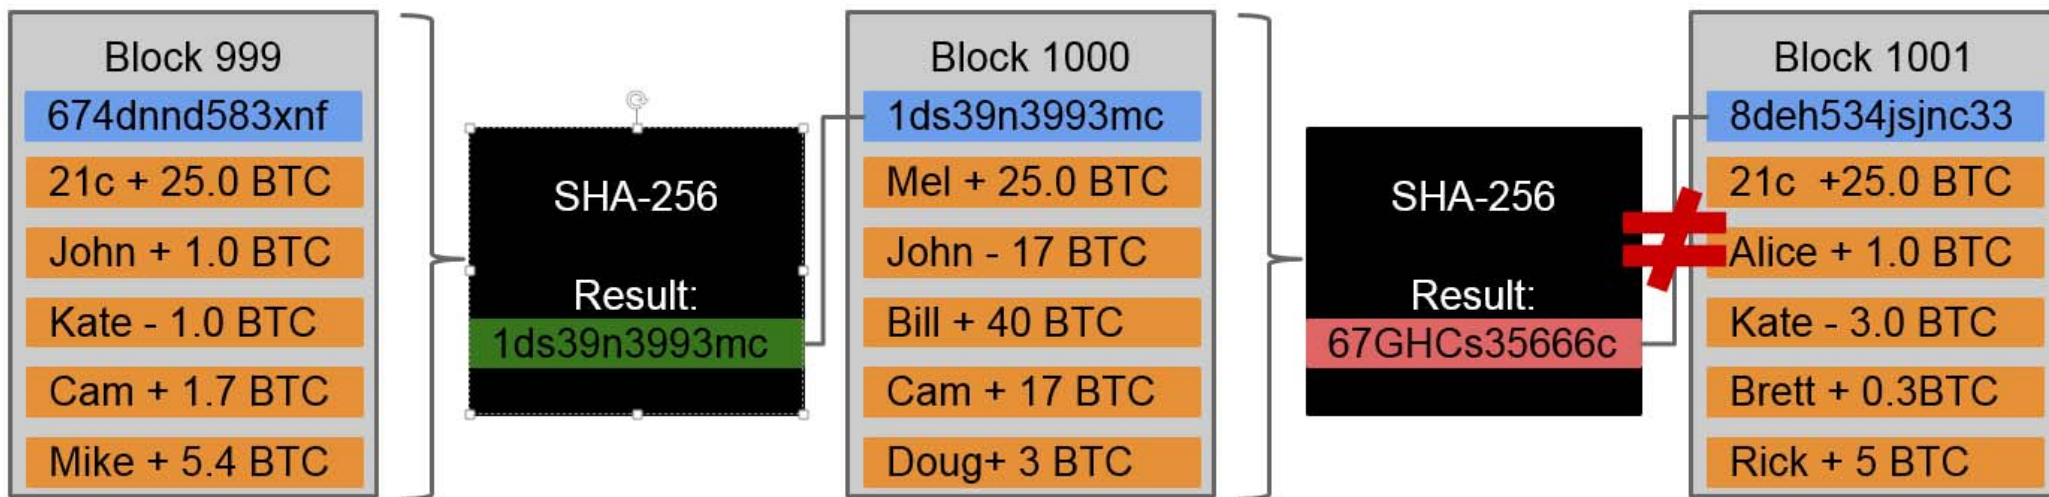 Block 999
674dnnd583xnf
21c + 25.0 BTC
John + 1.0 BTC
Kate - 1.0 BTC
Cam + 1.7 BTC
Mike + 5.4 BTC
SHA-256
Result:
1ds39n3993mc
Block 1000
1ds39n3993mc
Mel + 25.0 BTC
John - 17 BTC
Bill + 40 BTC
Cam + 17 BTC
Doug+ 3 BTC
SHA-256
Result:
67GHCs35666c
≠
Block 1001
8deh534jsjnc33
21c  +25.0 BTC
Alice + 1.0 BTC
Kate - 3.0 BTC
Brett + 0.3BTC
Rick + 5 BTC